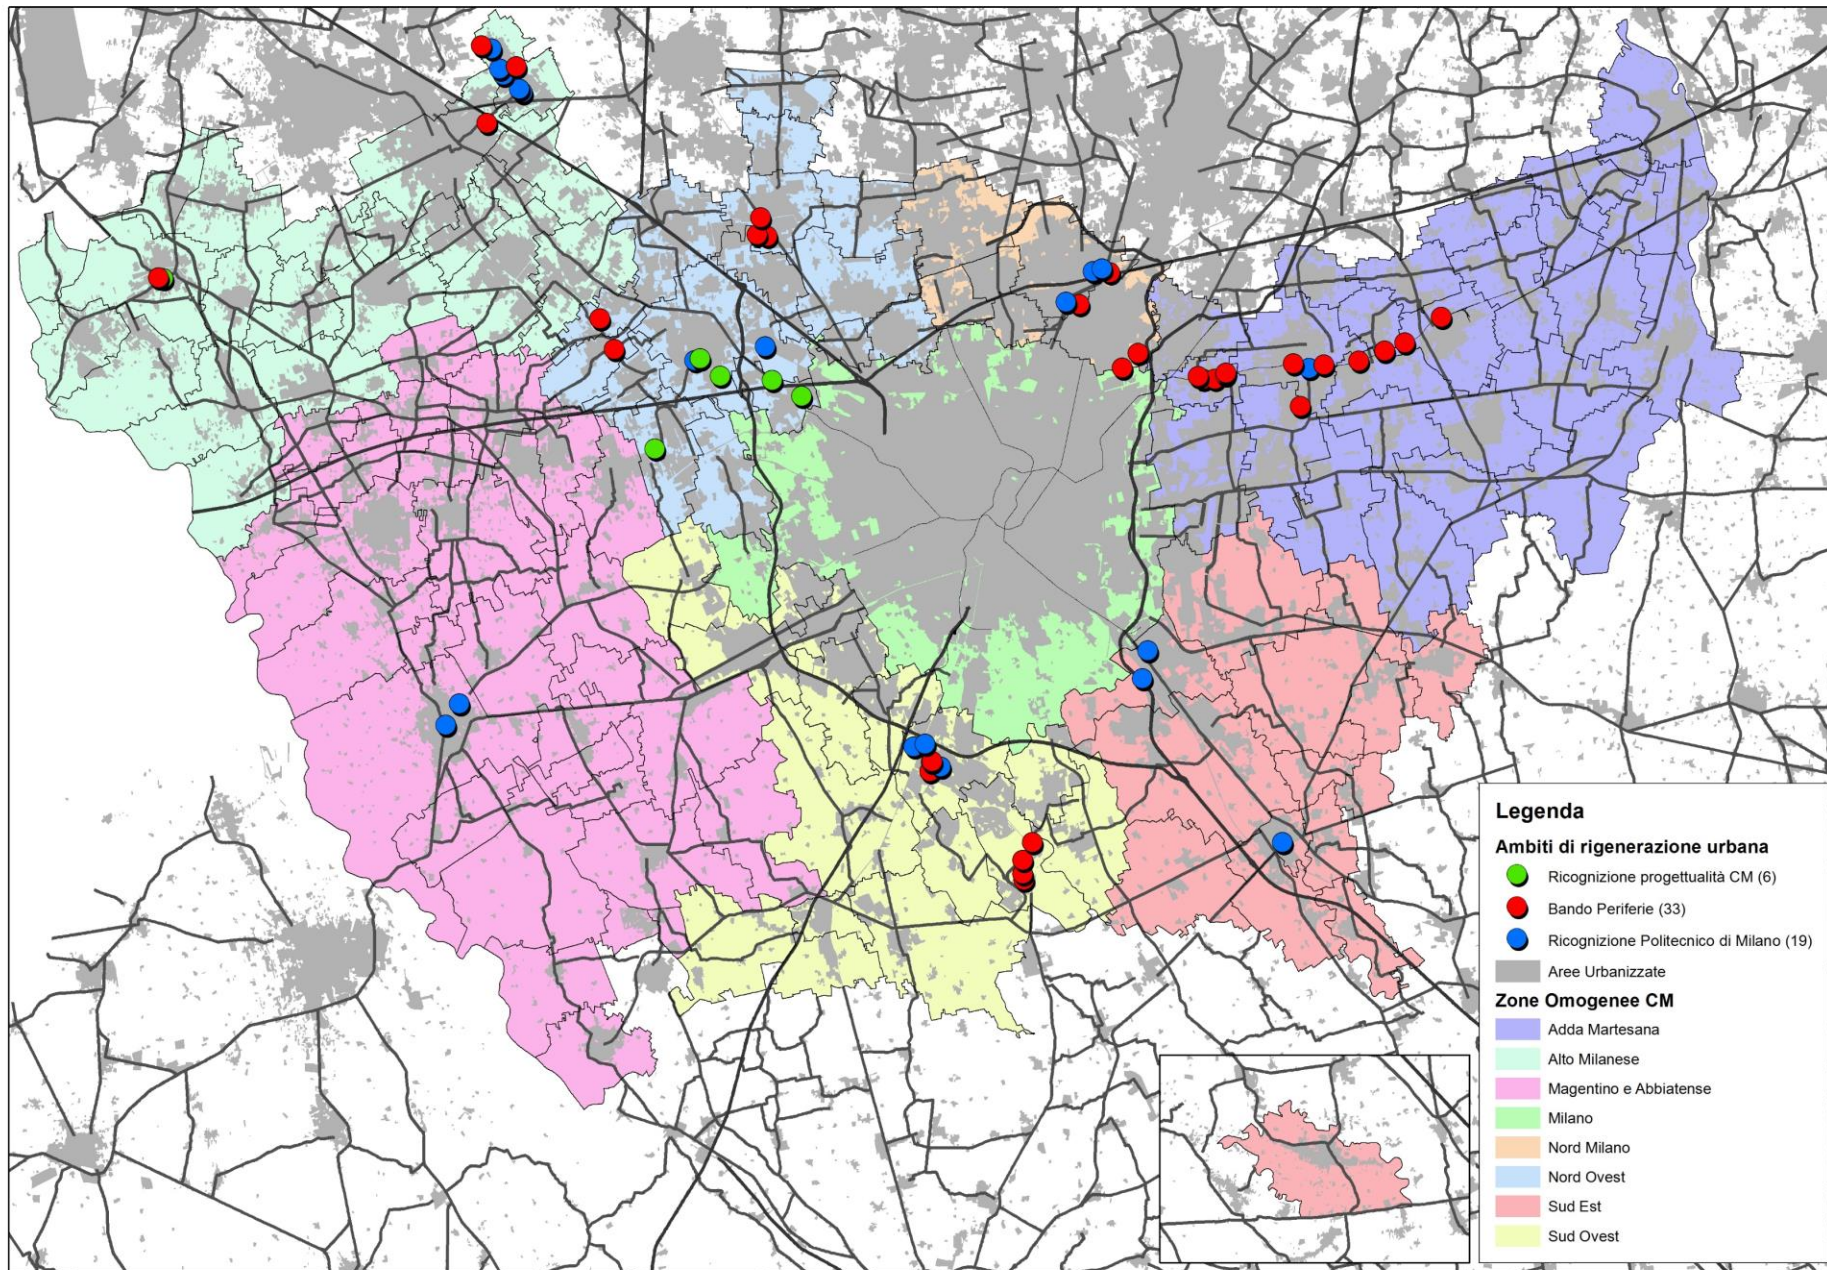 Legenda
Ambiti di rigenerazione urbana
Ricognizione progettualità CM (6)
Bando Periferie (33)
Ricognizione Politecnico di Milano (19)
Aree Urbanizzate
Zone Omogenee CM
Adda Martesana
Alto Milanese
Magentino e Abbiatense
Milano
Nord Milano
Nord Ovest
Sud Est
Sud Ovest